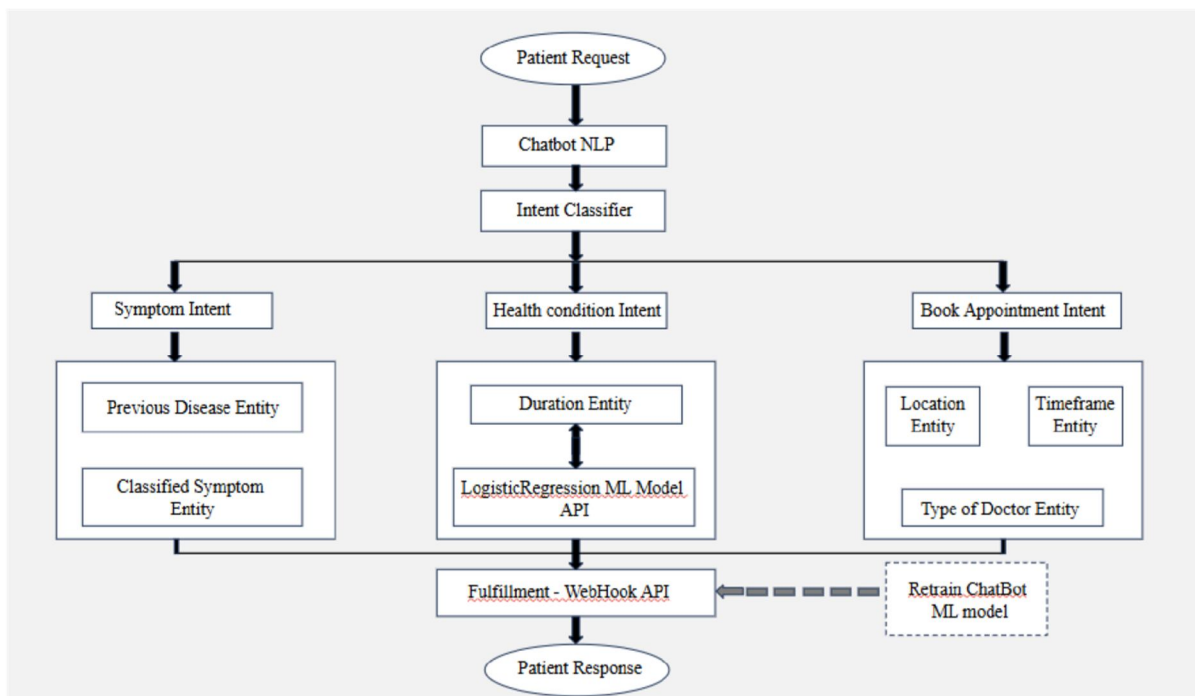 Patient Request
Chatbot NLP
Intent Classifier
Symptom Intent
Health condition Intent
Book Appointment Intent
Previous Disease Entity
Classified Symptom
Entity
Duration Entity
LogisticRegression ML Model
API
Location
Entity
Timeframe
Entity
Type of Doctor Entity
Fulfillment - WebHook API
Retrain ChatBot
ML model
Patient Response